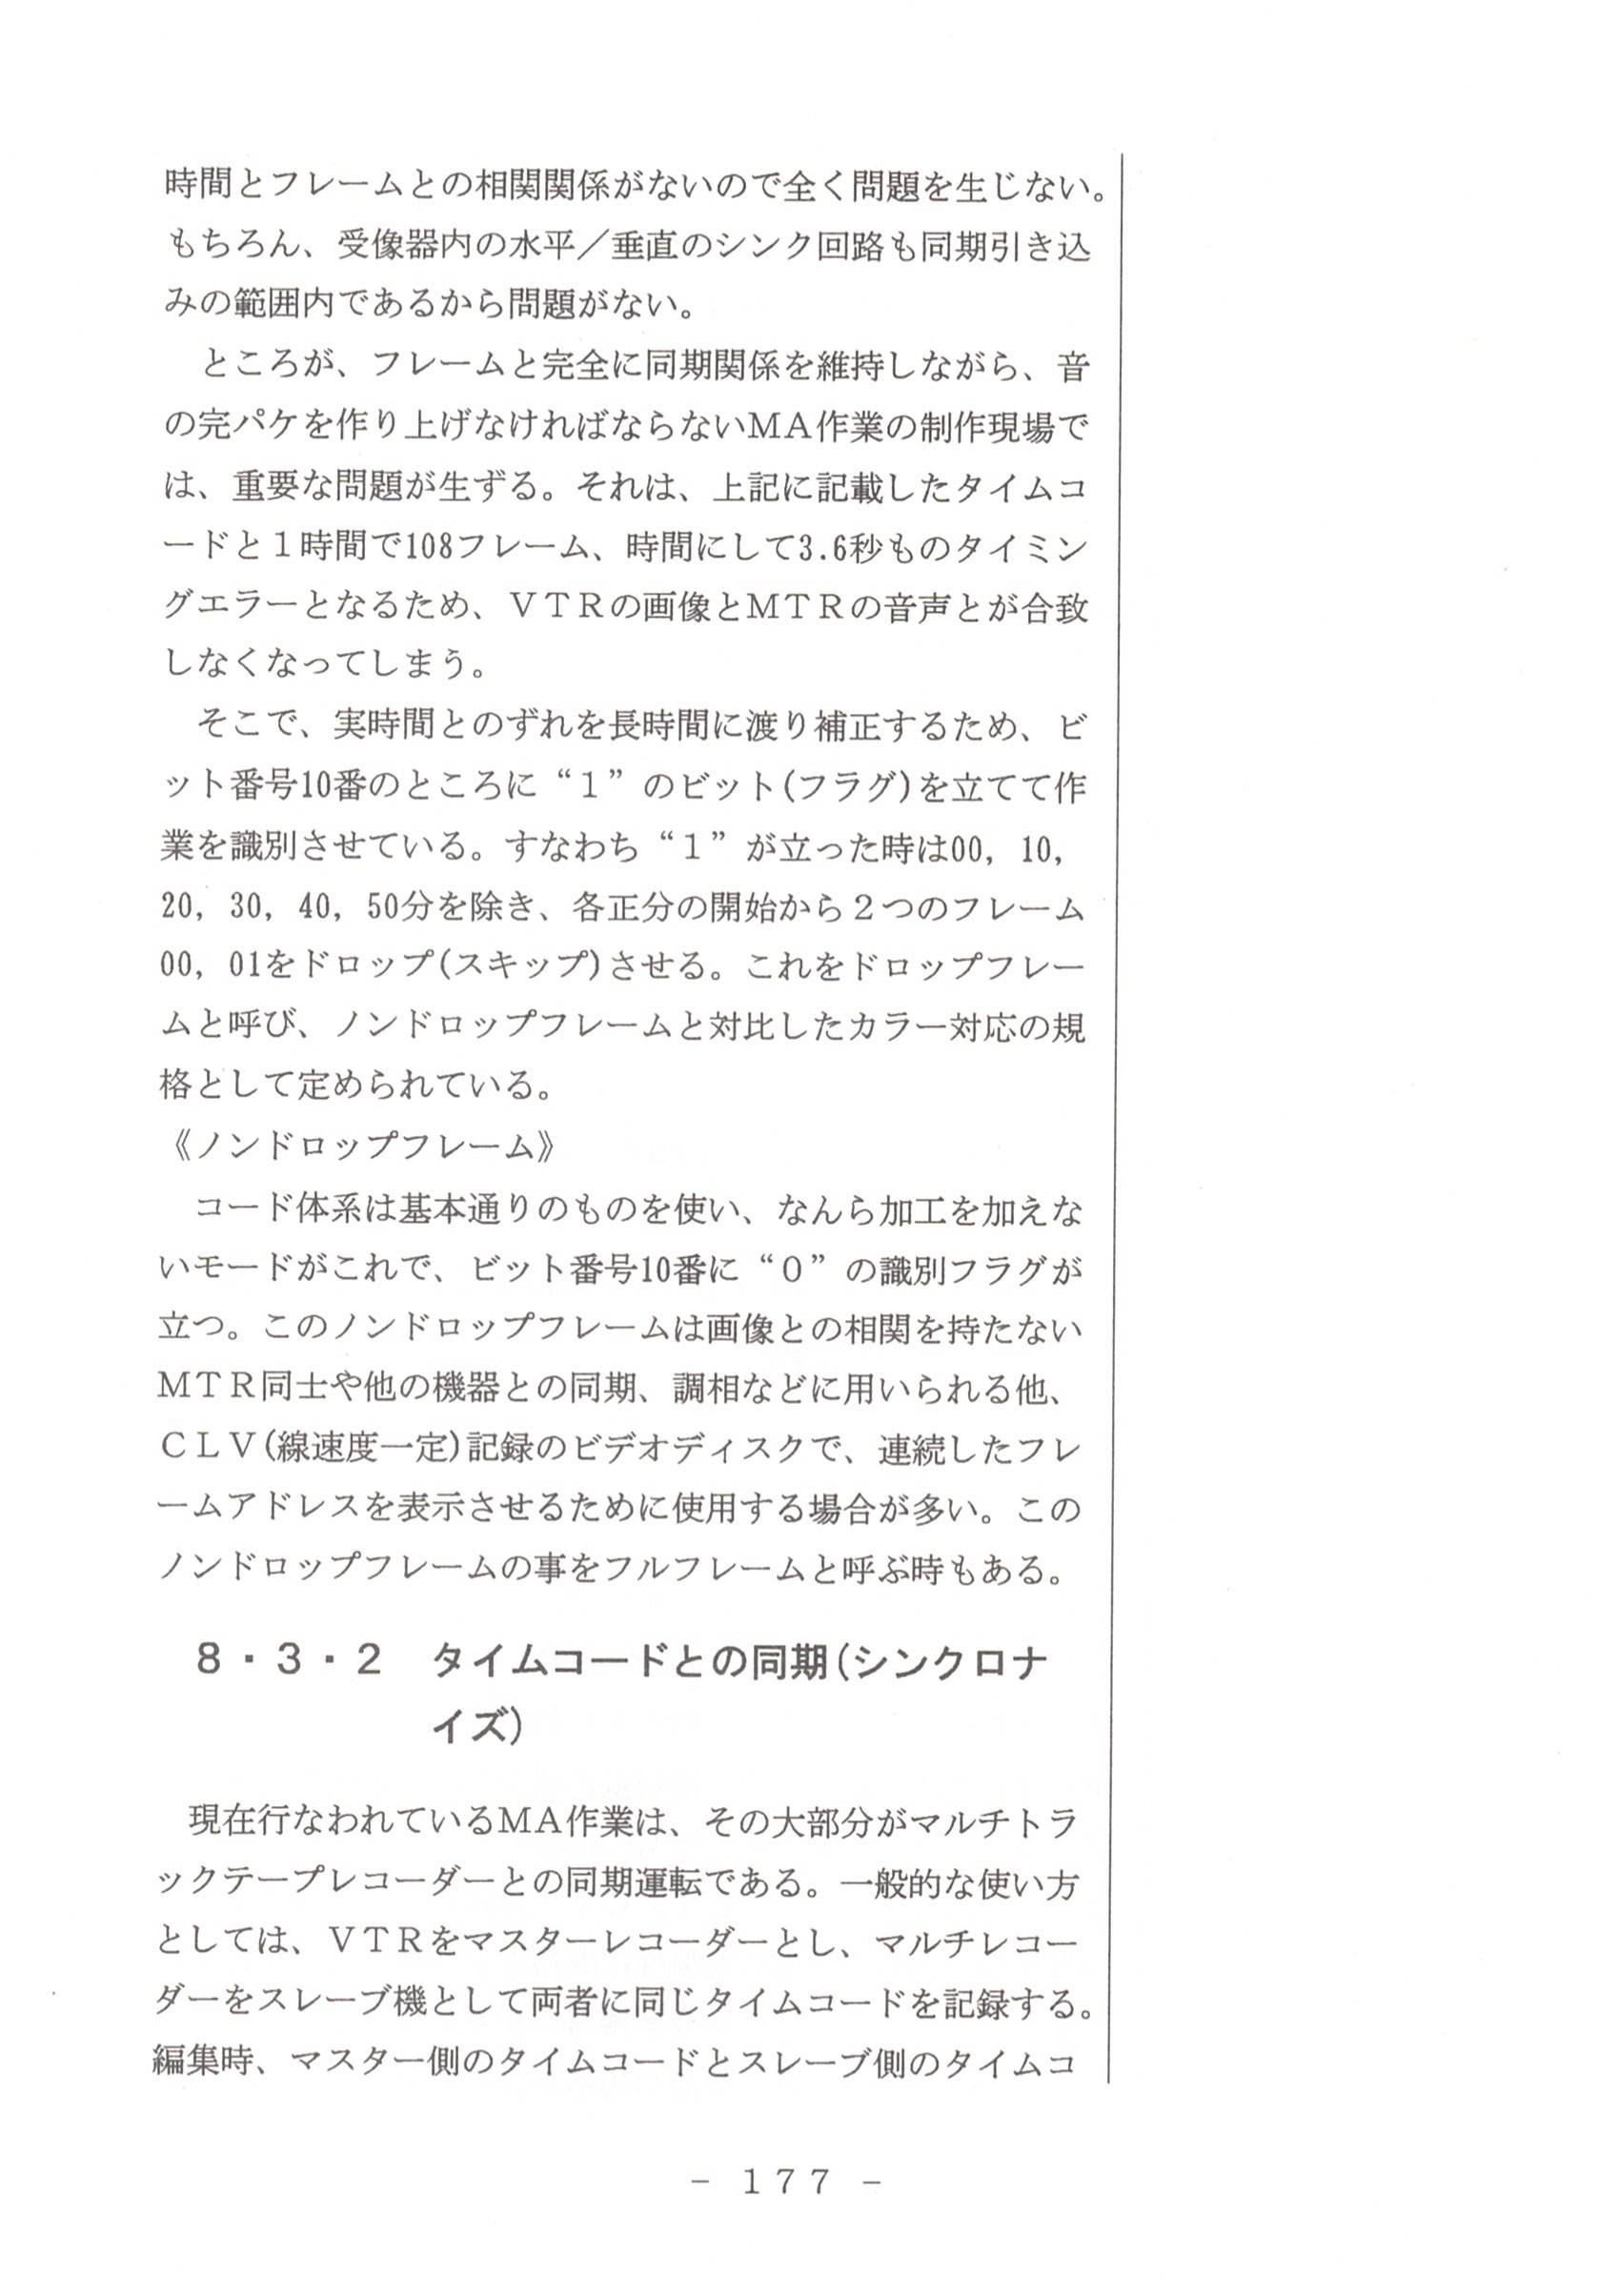 時間とフレームとの相関関係がないので全く問題を生じない。
もちろん、受像器内の水平／垂直のシンク回路も同期引き込
みの範囲内であるから問題がない。
　ところが、フレームと完全に同期関係を維持しながら、音
の完パケを作り上げなければならないＭＡ作業の制作現場で
は、重要な問題が生ずる。それは、上記に記載したタイムコ
ードと１時間で108フレーム、時間にして3.6秒ものタイミン
グエラーとなるため、ＶＴＲの画像とＭＴＲの音声とが合致
しなくなってしまう。
　そこで、実時間とのずれを長時間に渡り補正するため、ビ
ット番号10番のところに“１”のビット(フラグ)を立てて作
業を識別させている。すなわち“１”が立った時は00, 10,
20, 30, 40, 50分を除き、各正分の開始から２つのフレーム
00, 01をドロップ(スキップ)させる。これをドロップフレー
ムと呼び、ノンドロップフレームと対比したカラー対応の規
格として定められている。
《ノンドロップフレーム》
　コード体系は基本通りのものを使い、なんら加工を加えな
いモードがこれで、ビット番号10番に“０”の識別フラグが
立つ。このノンドロップフレームは画像との相関を持たない
ＭＴＲ同士や他の機器との同期、調相などに用いられる他、
ＣＬＶ(線速度一定)記録のビデオディスクで、連続したフレ
ームアドレスを表示させるために使用する場合が多い。この
ノンドロップフレームの事をフルフレームと呼ぶ時もある。
８・３・２　タイムコードとの同期(シンクロナ
イズ)
　現在行なわれているＭＡ作業は、その大部分がマルチトラ
ックテープレコーダーとの同期運転である。一般的な使い方
としては、ＶＴＲをマスターレコーダーとし、マルチレコー
ダーをスレーブ機として両者に同じタイムコードを記録する。
編集時、マスター側のタイムコードとスレーブ側のタイムコ
－ １７７ －